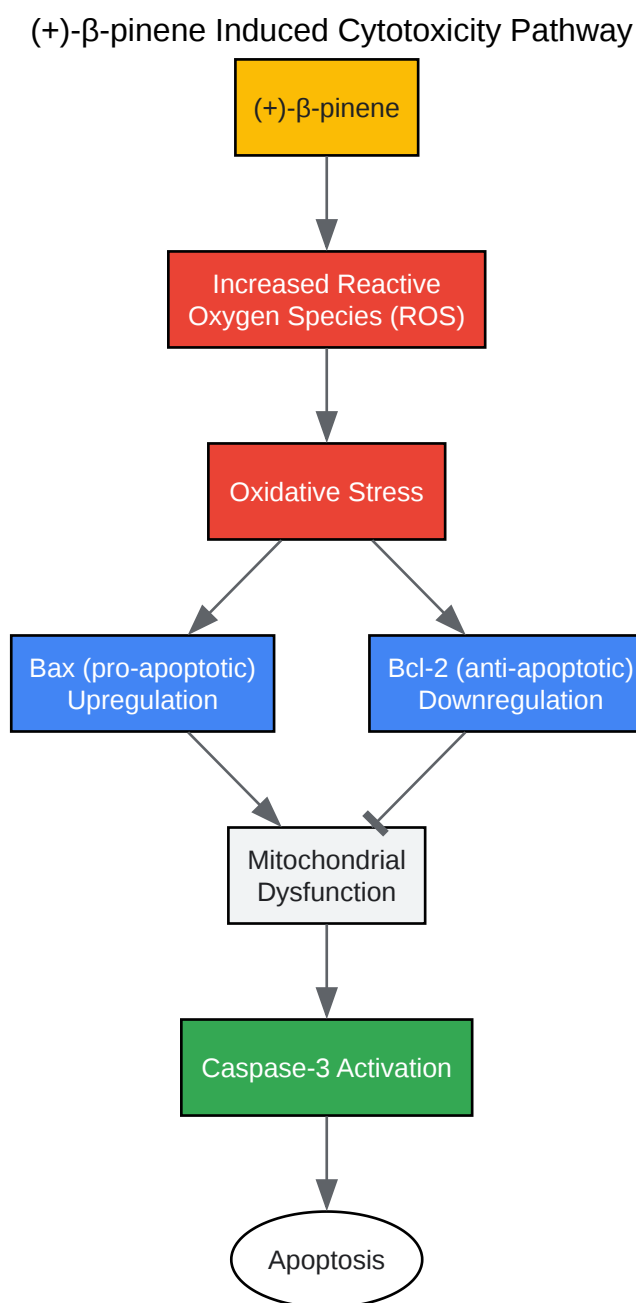 (+)-β-pinene Induced Cytotoxicity Pathway
(+)-β-pinene
Increased Reactive
Oxygen Species (ROS)
Oxidative Stress
Bax (pro-apoptotic)
Upregulation
Bcl-2 (anti-apoptotic)
Downregulation
Mitochondrial
Dysfunction
Caspase-3 Activation
Apoptosis